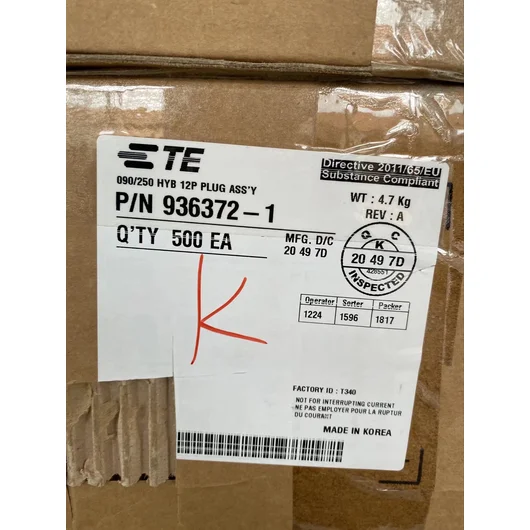 TE
Directive 2011/65/EU
Substance Compliant
090/250 HYB 12P PLUG ASS'Y
WT : 4.7 Kg
P/N 936372-1
REV : A
Q'TY 500 EA
MFG. D/C
20 49 7D
Q C
K
20 49 7D
428551
INSPECTED
K
Operator Sorter Packer
1224 1596 1817
FACTORY ID : T340
NOT FOR INTERRUPTING CURRENT
NE PAS EMPLOYER POUR LA RUPTUR
DU COURANT
MADE IN KOREA